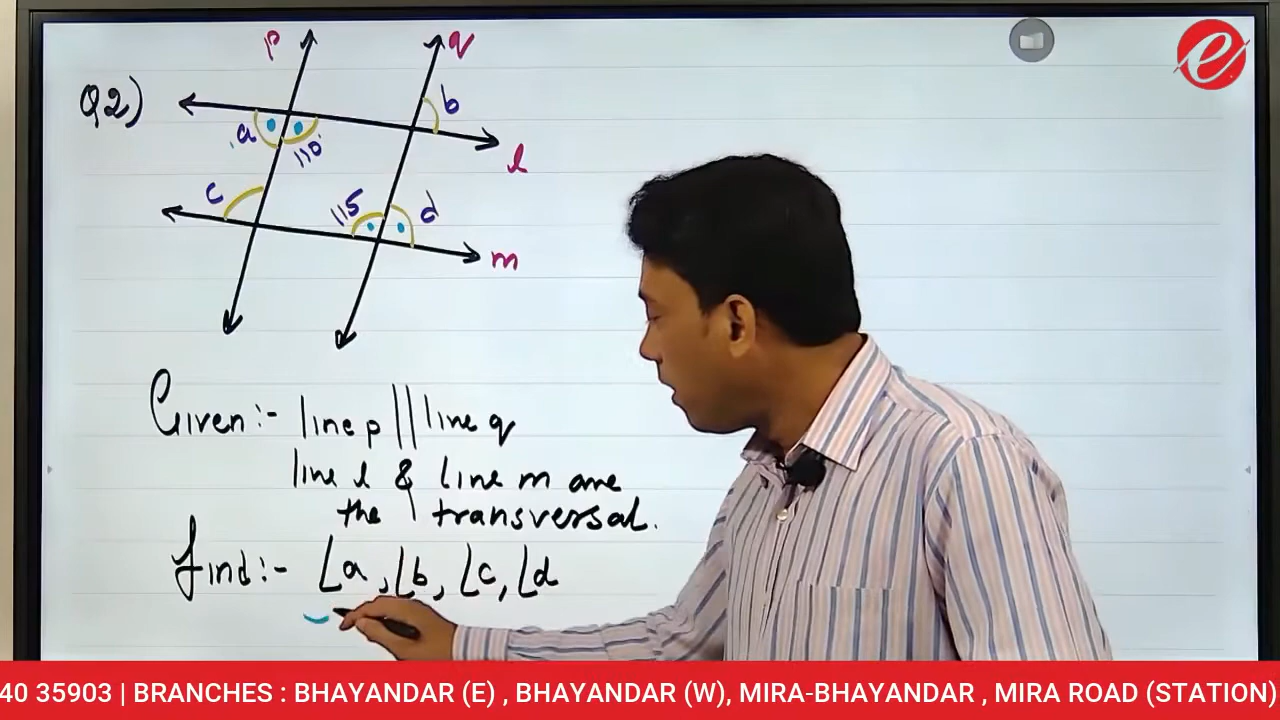 p
q
Q2)
b
a
110°
l
c
115
d
m
Given:- line p || line q
line l & line m are
the transversal.
find:- ∠a, ∠b, ∠c, ∠d
e
40 35903 | BRANCHES : BHAYANDAR (E) , BHAYANDAR (W), MIRA-BHAYANDAR , MIRA ROAD (STATION)